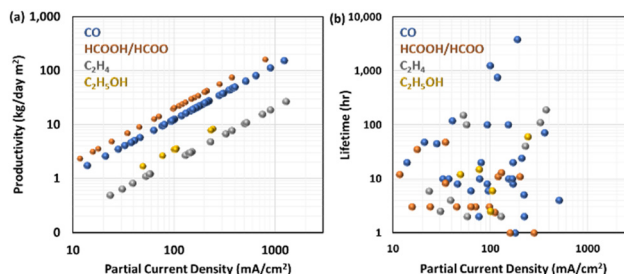 (a)
Productivity (kg/day m²)
1000
100
10
1
0
CO
HCOOH/HCOO
C₂H₄
C₂H₅OH
10
100
1000
Partial Current Density (mA/cm²)
(b)
Lifetime (hr)
10,000
1,000
100
10
1
CO
HCOOH/HCOO
C₂H₄
C₂H₅OH
10
100
1000
Partial Current Density (mA/cm²)